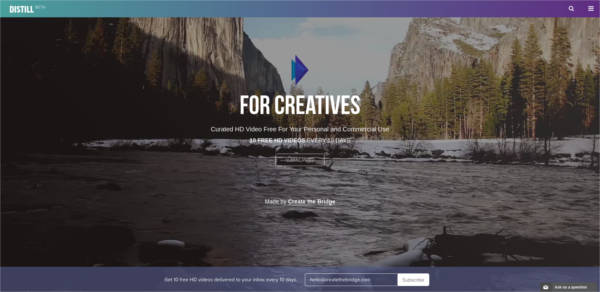 DISTILL BETA
FOR CREATIVES
Curated HD Video Free For Your Personal and Commercial Use
10 FREE HD VIDEOS EVERY 10 DAYS
Made by Create the Bridge
Get 10 free HD videos delivered to your inbox every 10 days.
hello@createthebridge.com
Subscribe
Ask us a question